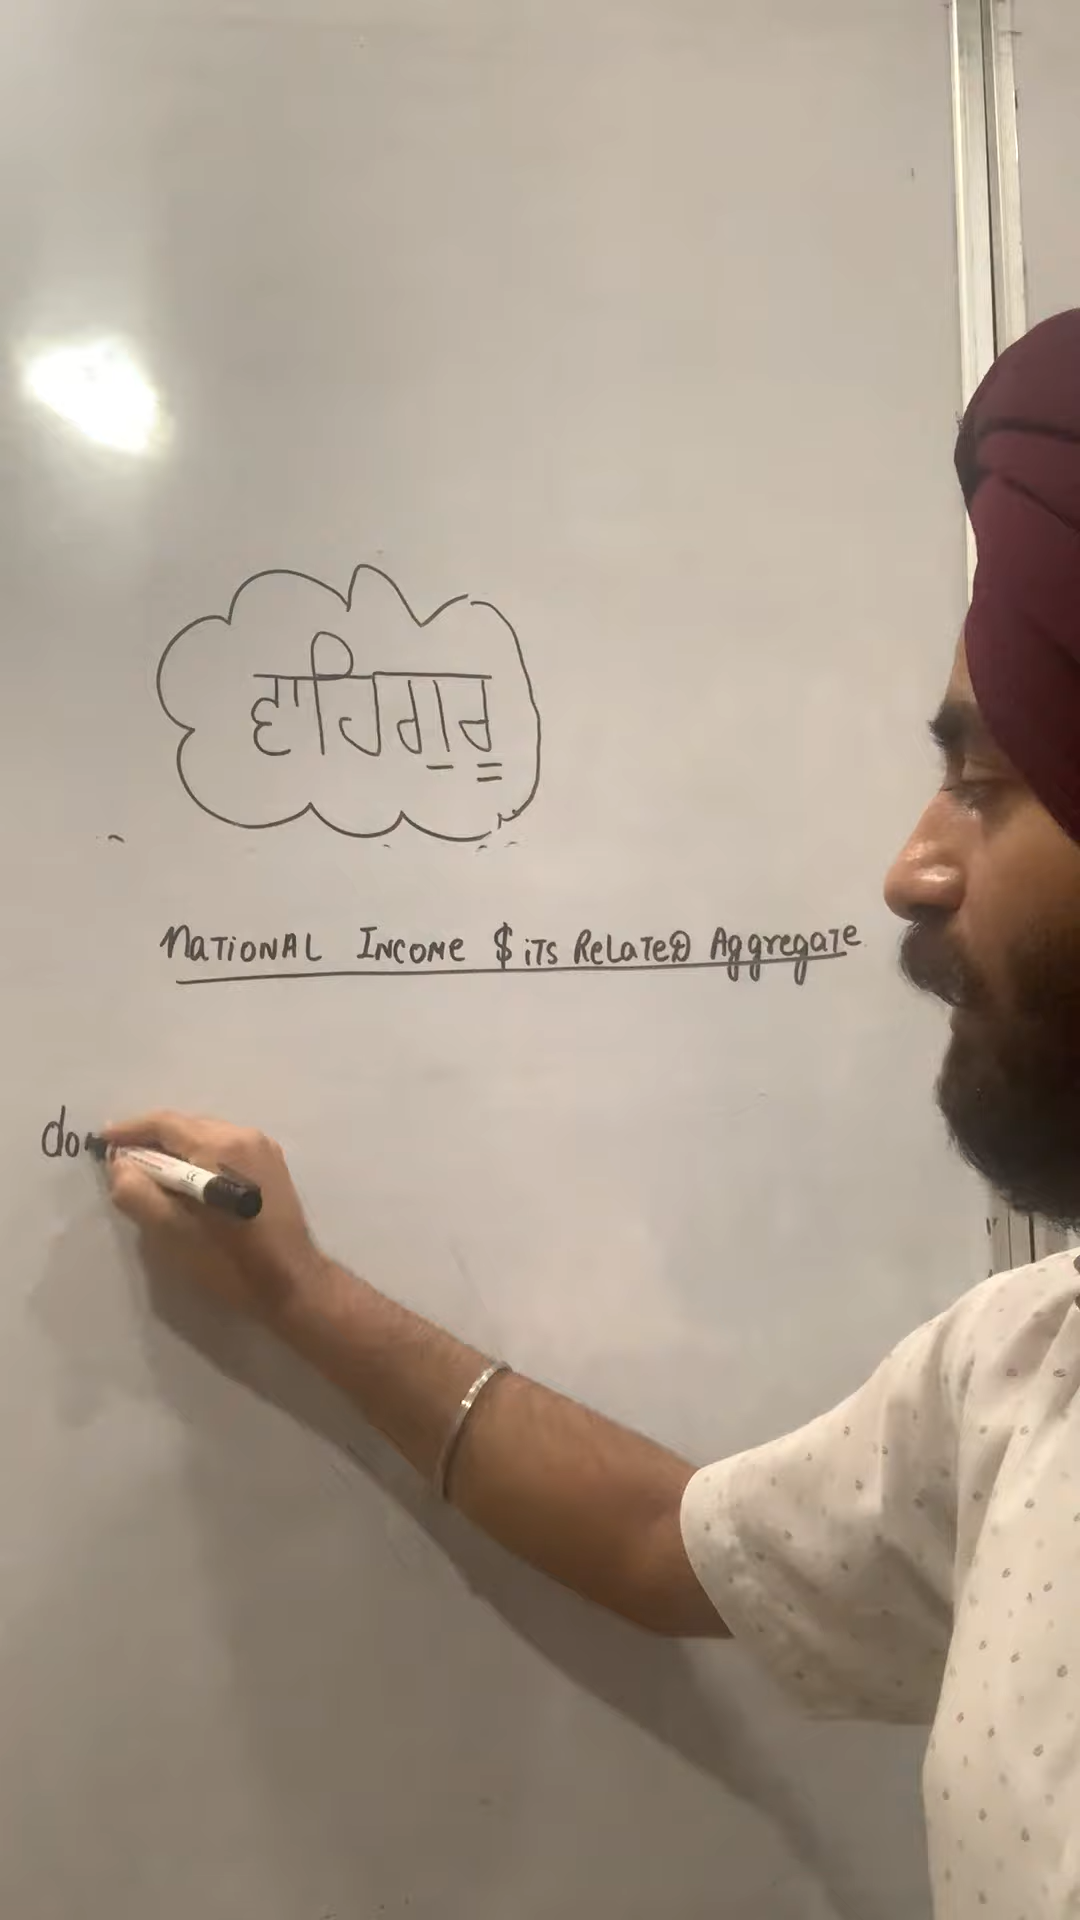 ਵਾਹਿਗੁਰੂ
NATIONAL INCOME $ iTS RELATED Aggregate
do